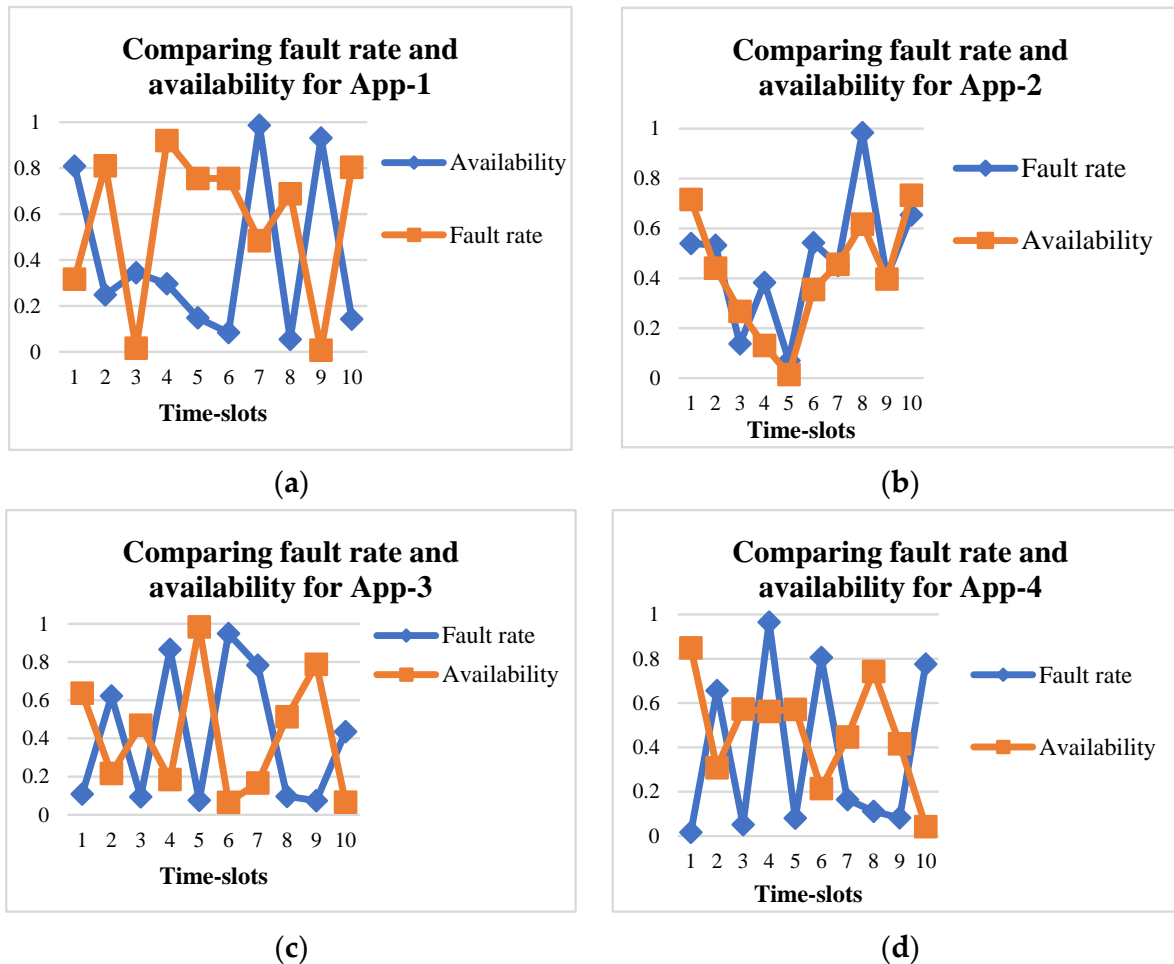 Comparing fault rate and
availability for App-1
1
0.8
0.6
0.4
0.2
0
Availability
Fault rate
1 2 3 4 5 6 7 8 9 10
Time-slots
(a)
Comparing fault rate and
availability for App-2
1
0.8
0.6
0.4
0.2
0
Fault rate
Availability
1 2 3 4 5 6 7 8 9 10
Time-slots
(b)
Comparing fault rate and
availability for App-3
1
0.8
0.6
0.4
0.2
0
Fault rate
Availability
1 2 3 4 5 6 7 8 9 10
Time-slots
(c)
Comparing fault rate and
availability for App-4
1
0.8
0.6
0.4
0.2
0
Fault rate
Availability
1 2 3 4 5 6 7 8 9 10
Time-slots
(d)